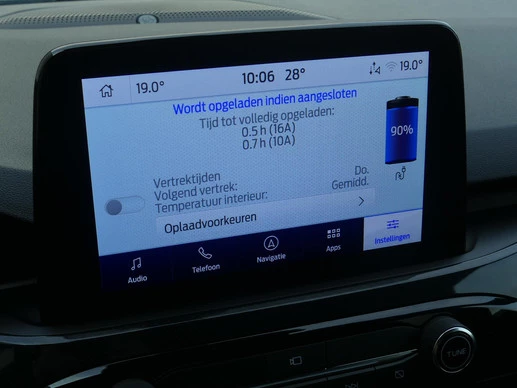 19.0° 10:06 28° 19.0°
Wordt opgeladen indien aangesloten
Tijd tot volledig opgeladen:
0.5 h (16A)
0.7 h (10A)
90%
Vertrektijden
Volgend vertrek: Do.
Temperatuur interieur: Gemidd.
Oplaadvoorkeuren
Audio Telefoon Navigatie Apps Instellingen
TUNE